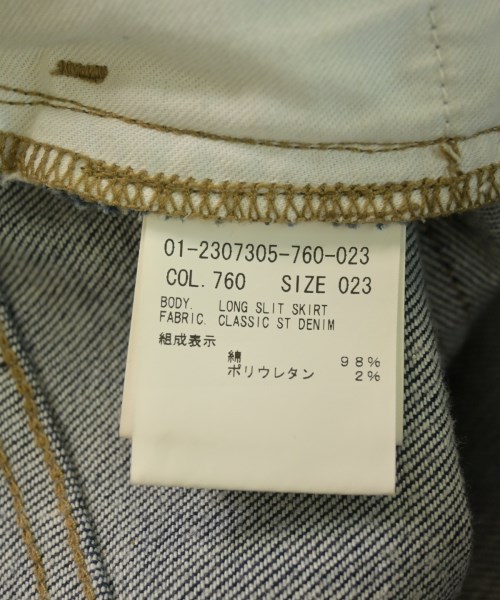 01-2307305-760-023
COL. 760 SIZE 023
BODY. LONG SLIT SKIRT
FABRIC. CLASSIC ST DENIM
組成表示
綿 98%
ポリウレタン 2%